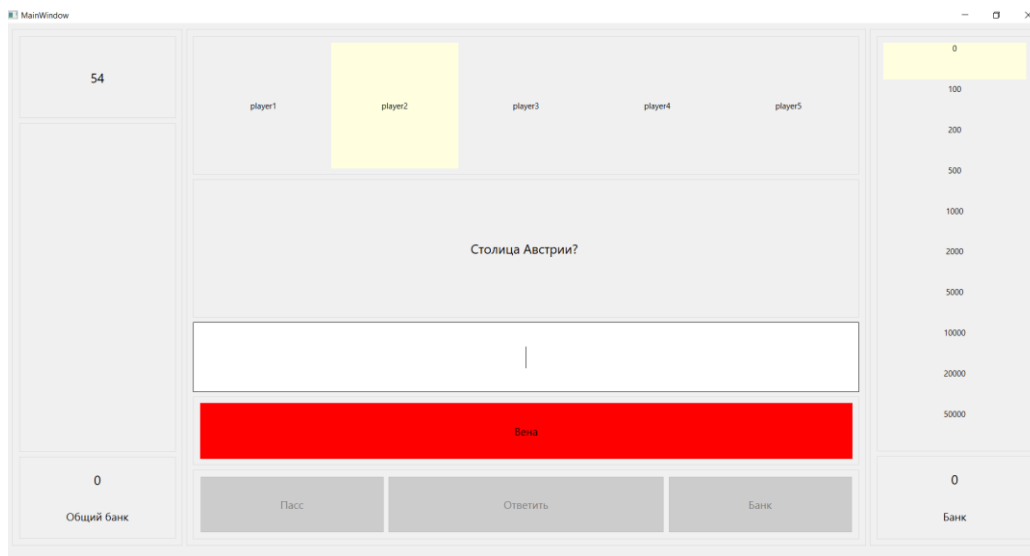 MainWindow
54
0
Общий банк
player1
player2
player3
player4
player5
Столица Австрии?
Вена
Пасс
Ответить
Банк
0
100
200
500
1000
2000
5000
10000
20000
50000
0
Банк